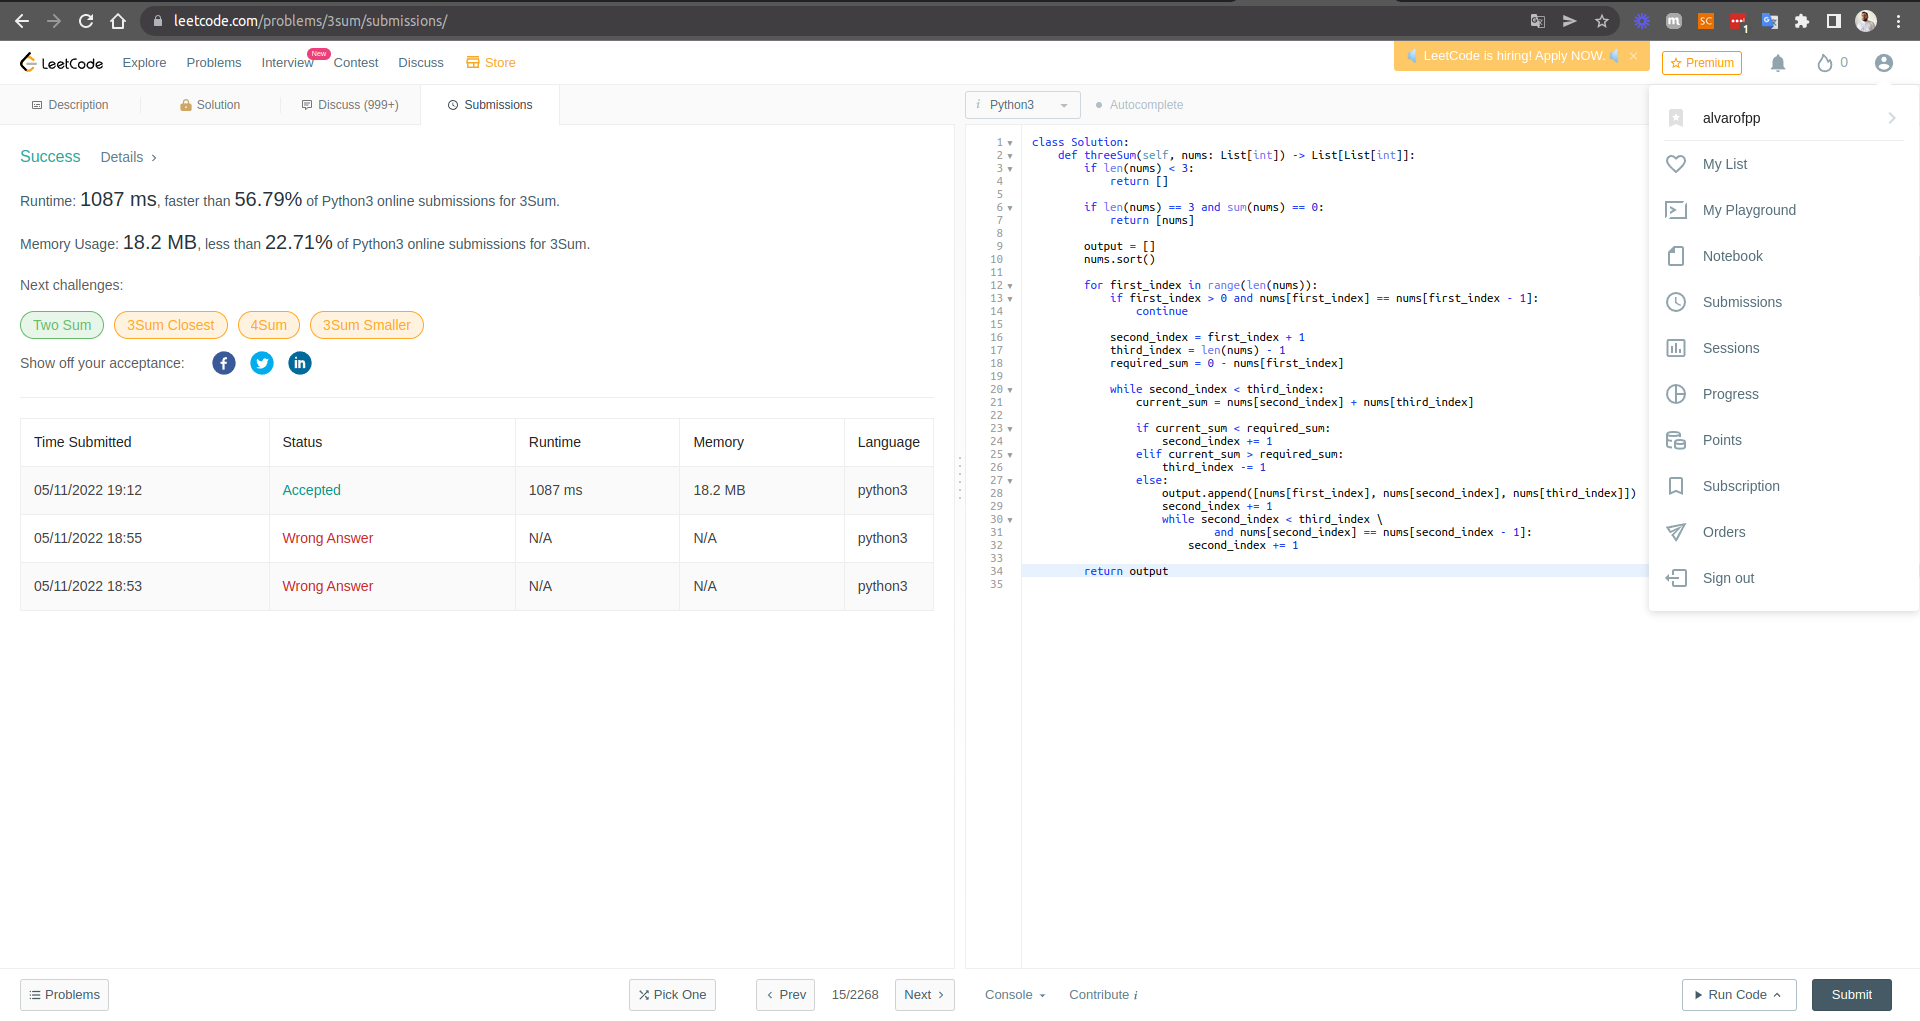 leetcode.com/problems/3sum/submissions/
LeetCode Explore Problems Interview New Contest Discuss Store LeetCode is hiring! Apply NOW. Premium 0
Description Solution Discuss (999+) Submissions
Success Details
Runtime: 1087 ms, faster than 56.79% of Python3 online submissions for 3Sum.
Memory Usage: 18.2 MB, less than 22.71% of Python3 online submissions for 3Sum.
Next challenges:
Two Sum 3Sum Closest 4Sum 3Sum Smaller
Show off your acceptance:
Time Submitted Status Runtime Memory Language
05/11/2022 19:12 Accepted 1087 ms 18.2 MB python3
05/11/2022 18:55 Wrong Answer N/A N/A python3
05/11/2022 18:53 Wrong Answer N/A N/A python3
i Python3 Autocomplete
1 class Solution:
2 def threeSum(self, nums: List[int]) -> List[List[int]]:
3 if len(nums) < 3:
4 return []
5
6 if len(nums) == 3 and sum(nums) == 0:
7 return [nums]
8
9 output = []
10 nums.sort()
11
12 for first_index in range(len(nums)):
13 if first_index > 0 and nums[first_index] == nums[first_index - 1]:
14 continue
15
16 second_index = first_index + 1
17 third_index = len(nums) - 1
18 required_sum = 0 - nums[first_index]
19
20 while second_index < third_index:
21 current_sum = nums[second_index] + nums[third_index]
22
23 if current_sum < required_sum:
24 second_index += 1
25 elif current_sum > required_sum:
26 third_index -= 1
27 else:
28 output.append([nums[first_index], nums[second_index], nums[third_index]])
29 second_index += 1
30 while second_index < third_index \
31 and nums[second_index] == nums[second_index - 1]:
32 second_index += 1
33
34 return output
35
alvarofpp
My List
My Playground
Notebook
Submissions
Sessions
Progress
Points
Subscription
Orders
Sign out
Problems Pick One Prev 15/2268 Next Console Contribute i Run Code Submit
SC
m
1